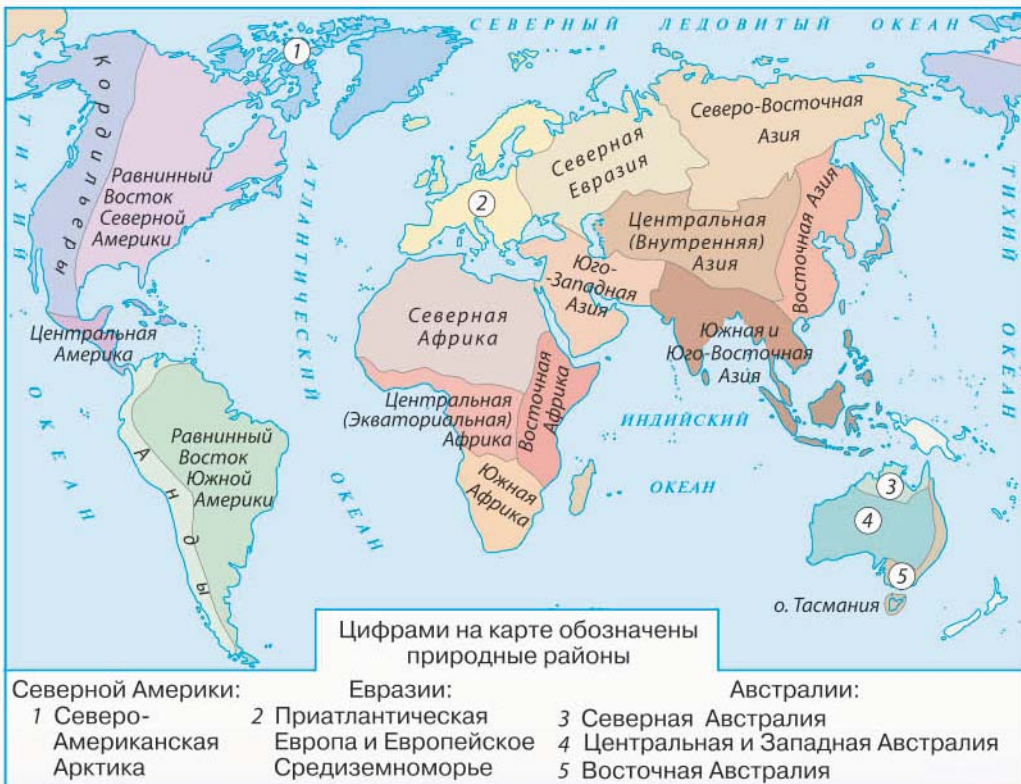 СЕВЕРНЫЙ ЛЕДОВИТЫЙ ОКЕАН
1
Кордильеры
ТИХИЙ
ОКЕАН
Равнинный
Восток
Северной
Америки
Центральная
Америка
АТЛАНТИЧЕСКИЙ
ОКЕАН
Равнинный
Восток
Южной
Америки
Анды
2
Северная
Евразия
Северо-Восточная
Азия
Центральная
(Внутренняя)
Азия
Восточная Азия
Юго-
-Западная
Азия
Южная и
Юго-Восточная
Азия
ТИХИЙ
ОКЕАН
Северная
Африка
Центральная
(Экваториальная)
Африка
Восточная
Африка
Южная
Африка
ИНДИЙСКИЙ
ОКЕАН
3
4
5
о. Тасмания
Цифрами на карте обозначены
природные районы
Северной Америки:
1 Северо-
Американская
Арктика
Евразии:
2 Приатлантическая
Европа и Европейское
Средиземноморье
Австралии:
3 Северная Австралия
4 Центральная и Западная Австралия
5 Восточная Австралия